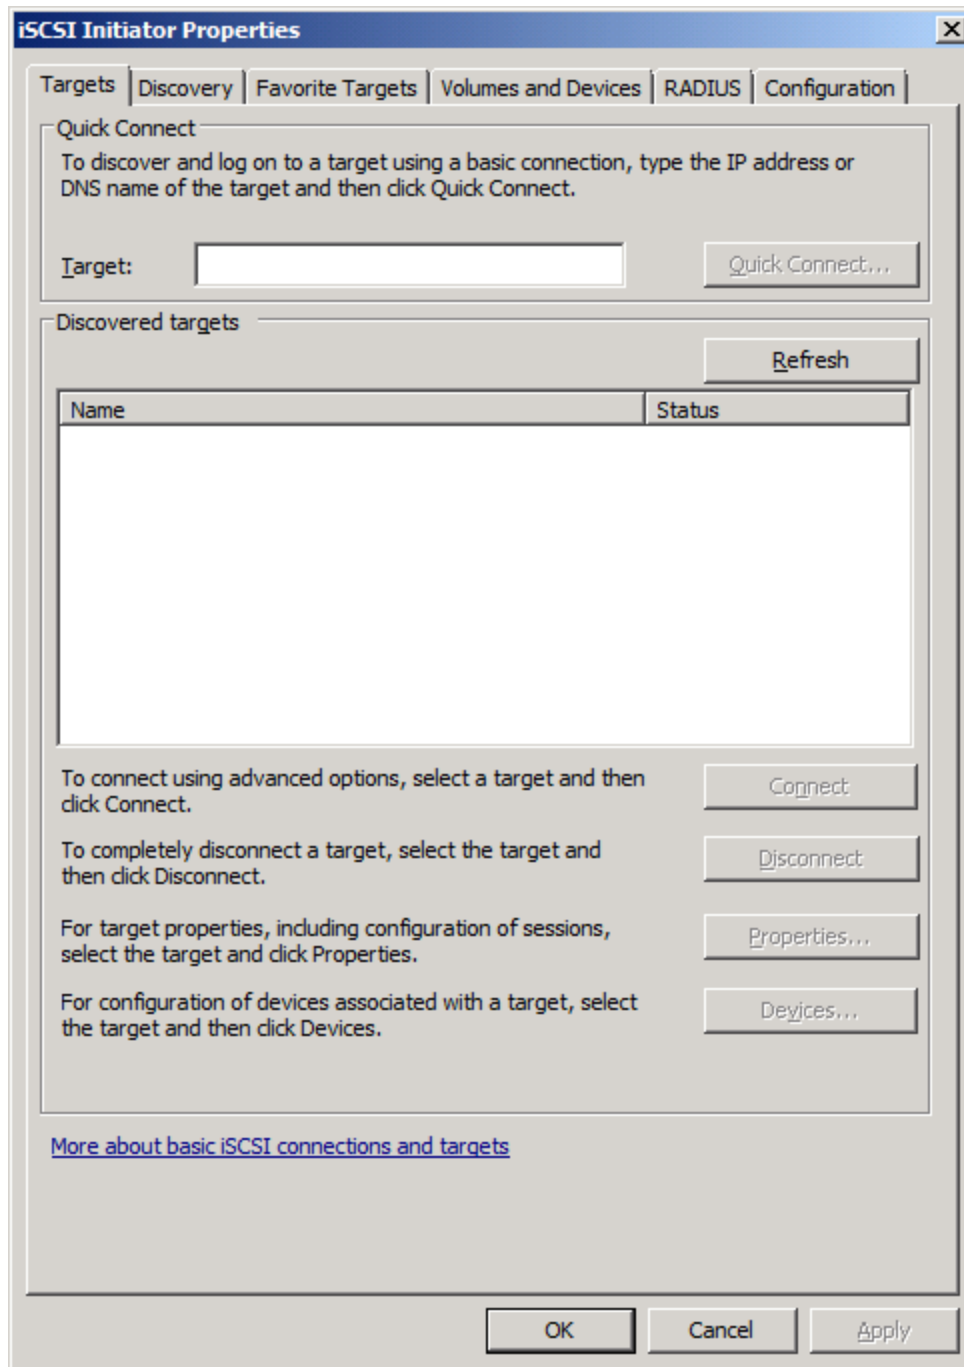 iSCSI Initiator Properties
Targets Discovery Favorite Targets Volumes and Devices RADIUS Configuration
Quick Connect
To discover and log on to a target using a basic connection, type the IP address or
DNS name of the target and then click Quick Connect.
Target: Quick Connect...
Discovered targets
Refresh
Name Status
To connect using advanced options, select a target and then
click Connect.
Connect
To completely disconnect a target, select the target and
then click Disconnect.
Disconnect
For target properties, including configuration of sessions,
select the target and click Properties.
Properties...
For configuration of devices associated with a target, select
the target and then click Devices.
Devices...
More about basic iSCSI connections and targets
OK Cancel Apply